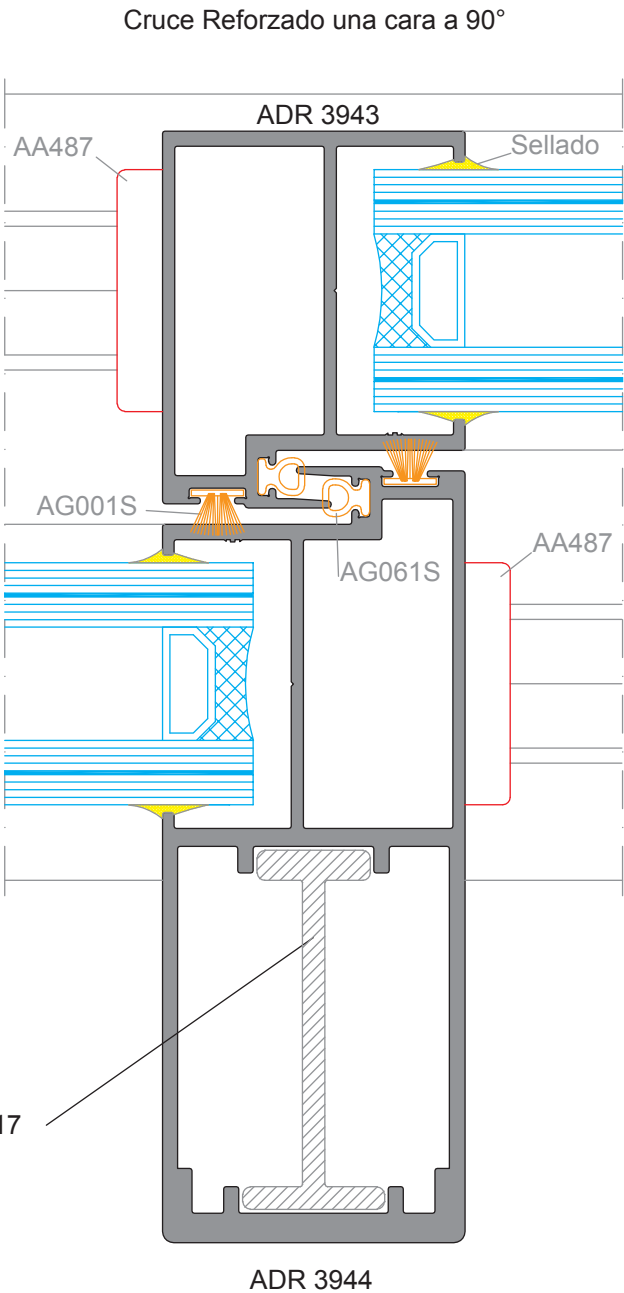 Cruce Reforzado una cara a 90°
ADR 3943
AA487
Sellado
AG001S
AA487
AG061S
17
ADR 3944